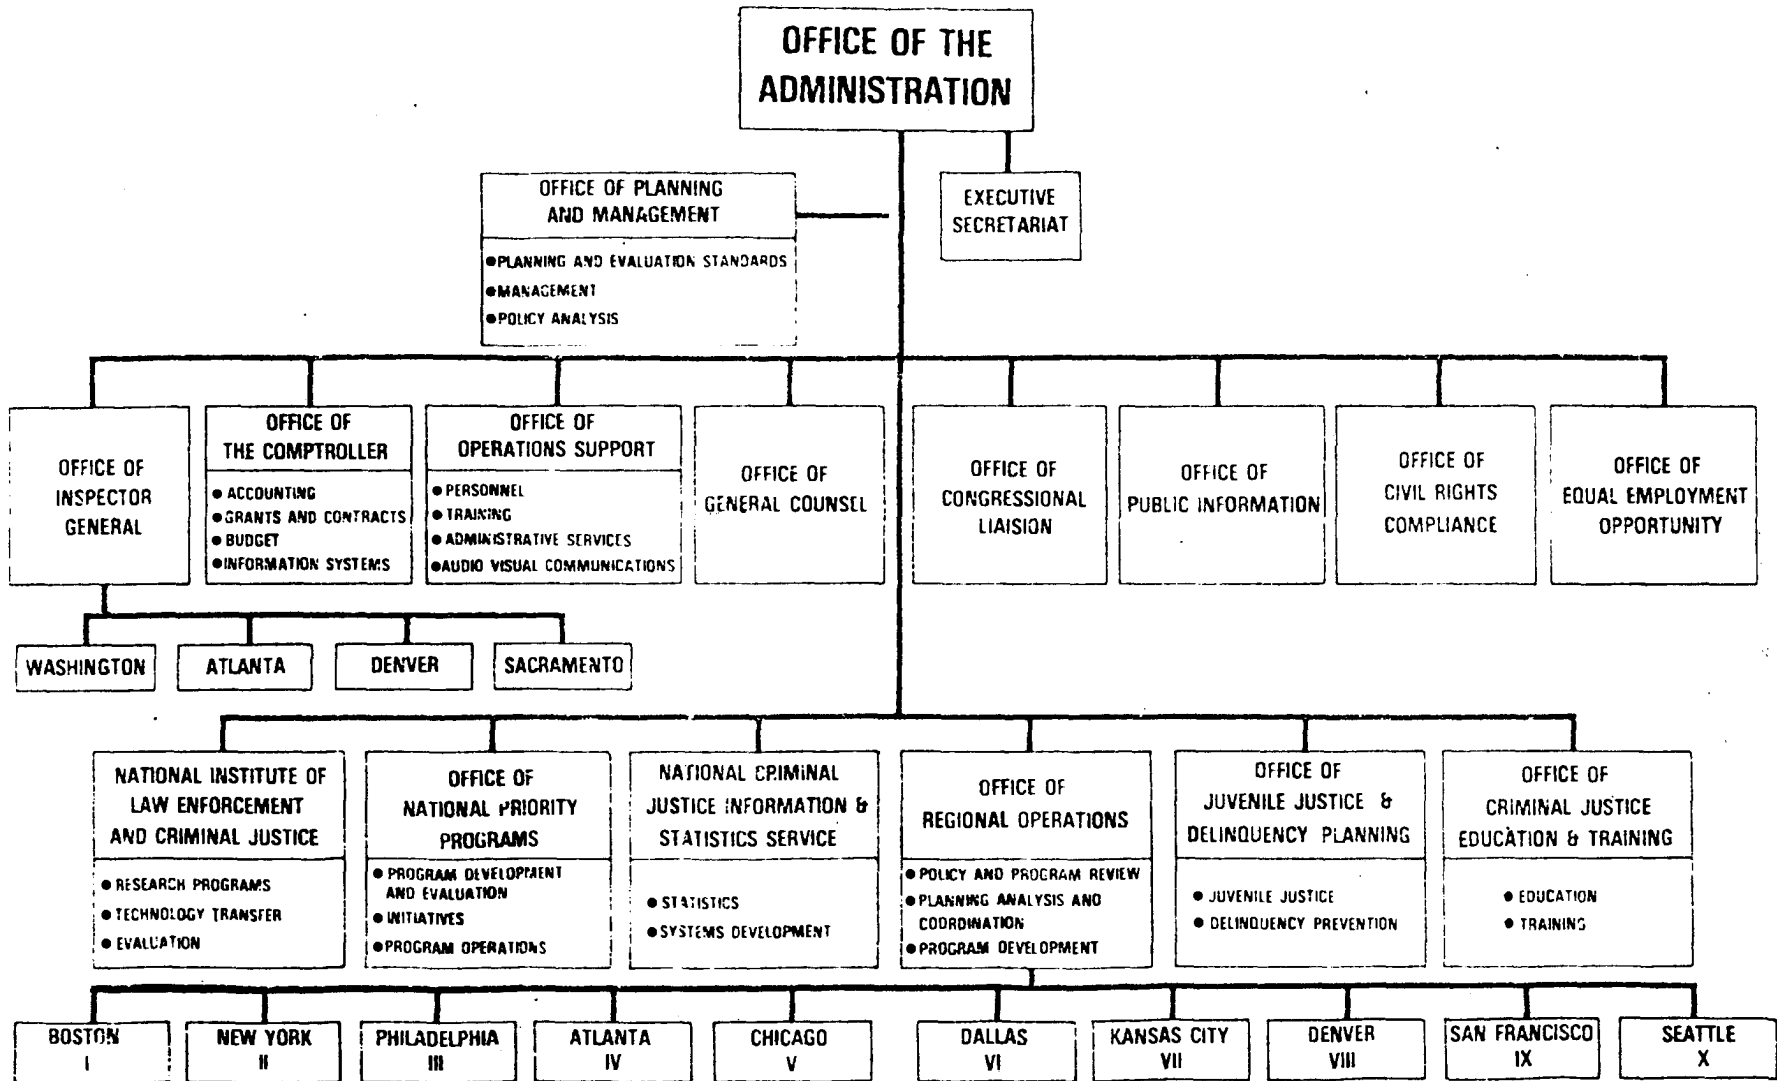 OFFICE OF THE
ADMINISTRATION
EXECUTIVE
SECRETARIAT
OFFICE OF PLANNING
AND MANAGEMENT
●PLANNING AND EVALUATION STANDARDS
●MANAGEMENT
●POLICY ANALYSIS
OFFICE OF
INSPECTOR
GENERAL
OFFICE OF
THE COMPTROLLER
● ACCOUNTING
● GRANTS AND CONTRACTS
● BUDGET
●INFORMATION SYSTEMS
OFFICE OF
OPERATIONS SUPPORT
● PERSONNEL
● TRAINING
● ADMINISTRATIVE SERVICES
●AUDIO VISUAL COMMUNICATIONS
OFFICE OF
GENERAL COUNSEL
OFFICE OF
CONGRESSIONAL
LIAISION
OFFICE OF
PUBLIC INFORMATION
OFFICE OF
CIVIL RIGHTS
COMPLIANCE
OFFICE OF
EQUAL EMPLOYMENT
OPPORTUNITY
WASHINGTON
ATLANTA
DENVER
SACRAMENTO
NATIONAL INSTITUTE OF
LAW ENFORCEMENT
AND CRIMINAL JUSTICE
● RESEARCH PROGRAMS
● TECHNOLOGY TRANSFER
● EVALUATION
OFFICE OF
NATIONAL PRIORITY
PROGRAMS
● PROGRAM DEVELOPMENT
AND EVALUATION
● INITIATIVES
● PROGRAM OPERATIONS
NATIONAL CRIMINAL
JUSTICE INFORMATION &
STATISTICS SERVICE
● STATISTICS
● SYSTEMS DEVELOPMENT
OFFICE OF
REGIONAL OPERATIONS
● POLICY AND PROGRAM REVIEW
● PLANNING ANALYSIS AND
COORDINATION
● PROGRAM DEVELOPMENT
OFFICE OF
JUVENILE JUSTICE &
DELINQUENCY PLANNING
● JUVENILE JUSTICE
● DELINQUENCY PREVENTION
OFFICE OF
CRIMINAL JUSTICE
EDUCATION & TRAINING
● EDUCATION
● TRAINING
BOSTON
I
NEW YORK
II
PHILADELPHIA
III
ATLANTA
IV
CHICAGO
V
DALLAS
VI
KANSAS CITY
VII
DENVER
VIII
SAN FRANCISCO
IX
SEATTLE
X